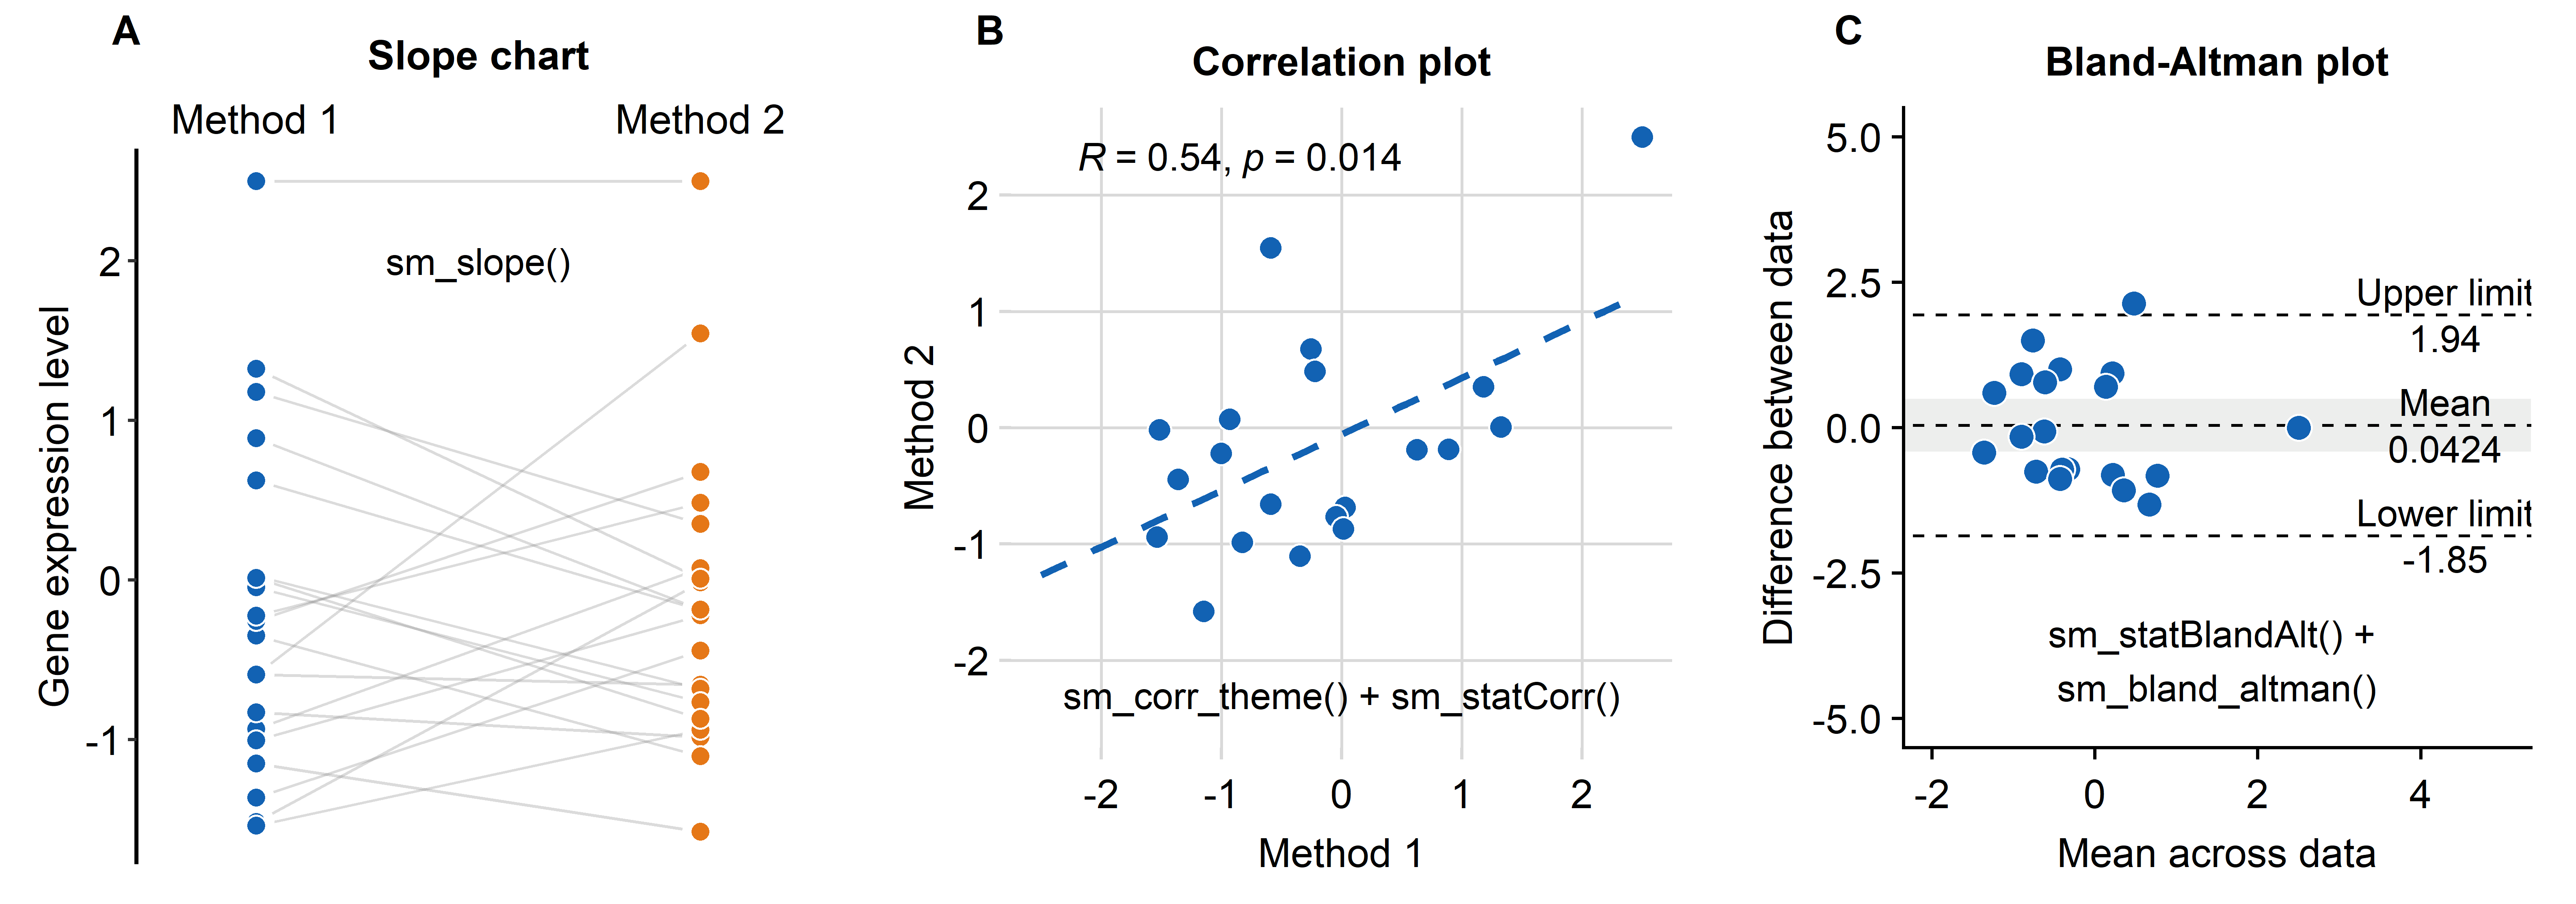 A
Slope chart
Method 1
Method 2
sm_slope()
Gene expression level
2
1
0
-1
B
Correlation plot
R = 0.54, p = 0.014
Method 2
2
1
0
-1
-2
sm_corr_theme() + sm_statCorr()
-2
-1
0
1
2
Method 1
C
Bland-Altman plot
Difference between data
5.0
2.5
0.0
-2.5
-5.0
Upper limit
1.94
Mean
0.0424
Lower limit
-1.85
sm_statBlandAlt() +
sm_bland_altman()
-2
0
2
4
Mean across data